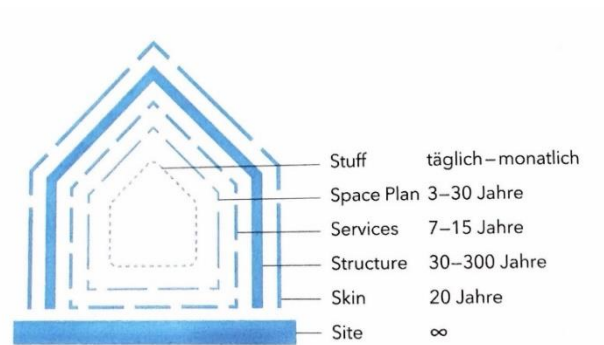 Stuff täglich – monatlich
Space Plan 3–30 Jahre
Services 7–15 Jahre
Structure 30–300 Jahre
Skin 20 Jahre
Site ∞